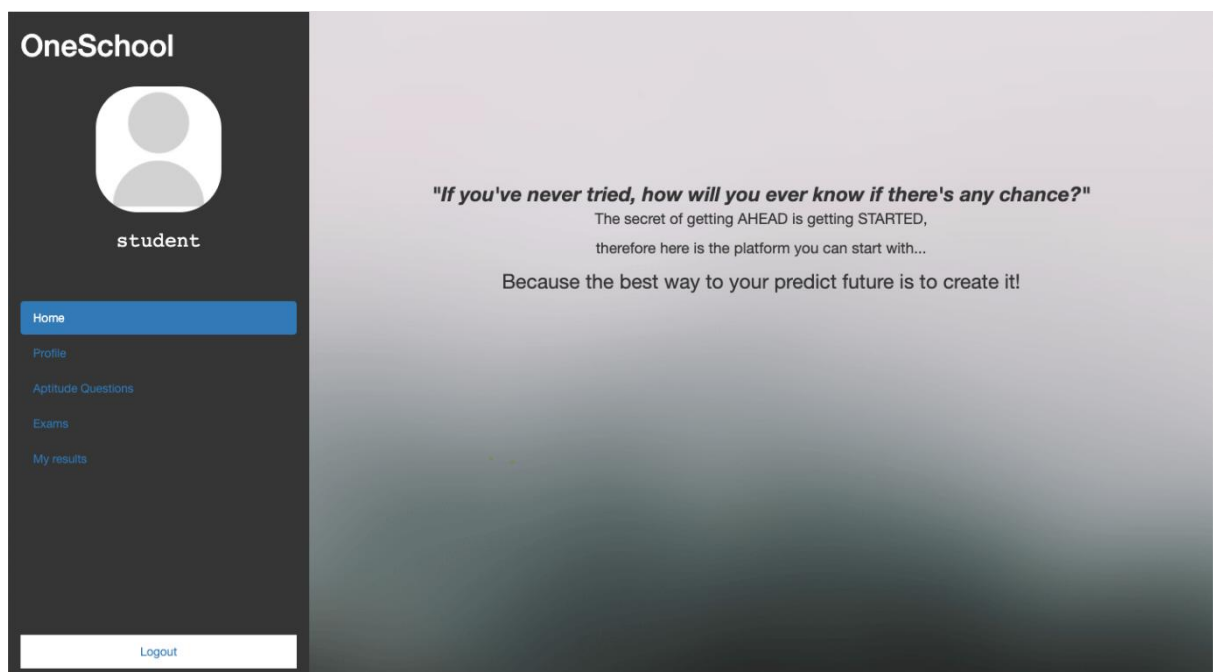 OneSchool
student
Home
Profile
Aptitude Questions
Exams
My results
Logout
"If you've never tried, how will you ever know if there's any chance?"
The secret of getting AHEAD is getting STARTED,
therefore here is the platform you can start with...
Because the best way to your predict future is to create it!